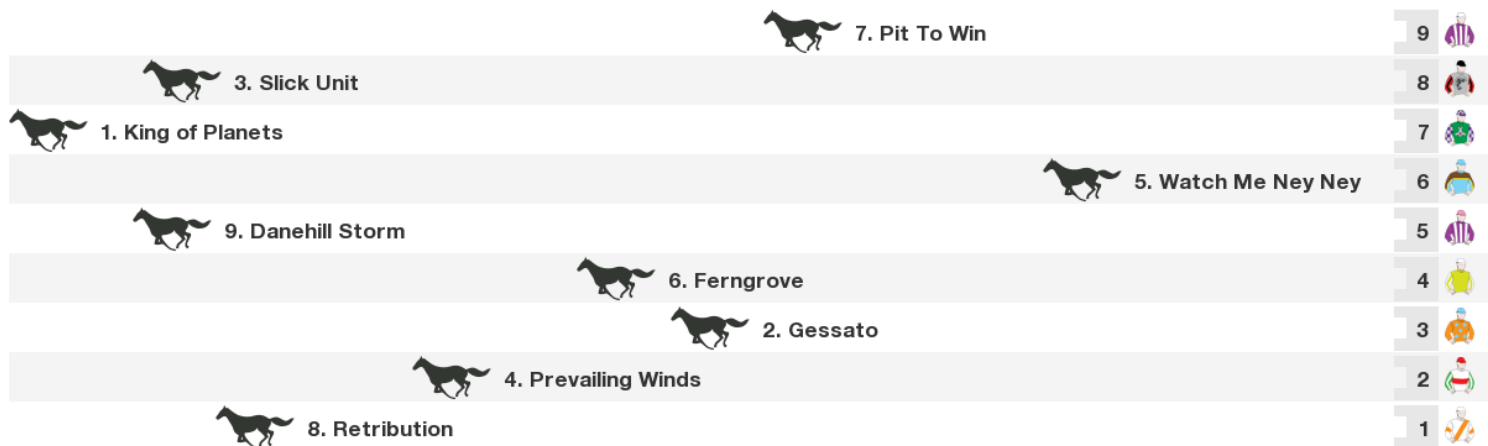 7. Pit To Win 9
3. Slick Unit 8
1. King of Planets 7
5. Watch Me Ney Ney 6
9. Danehill Storm 5
6. Ferngrove 4
2. Gessato 3
4. Prevailing Winds 2
8. Retribution 1